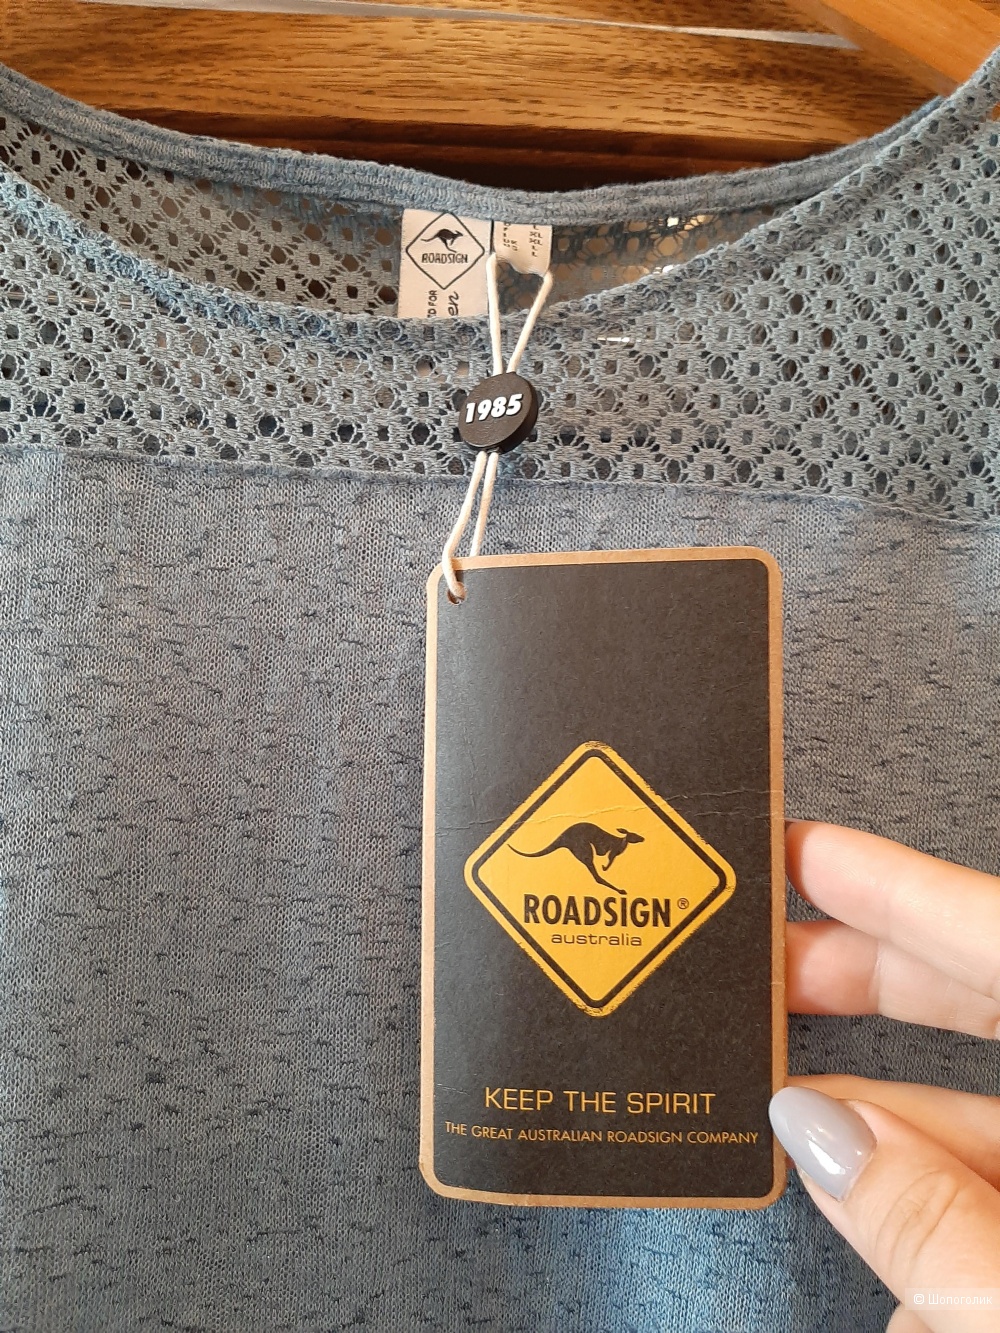 ROADSIGN
1985
ROADSIGN®
australia
KEEP THE SPIRIT
THE GREAT AUSTRALIAN ROADSIGN COMPANY
© Шопоголик